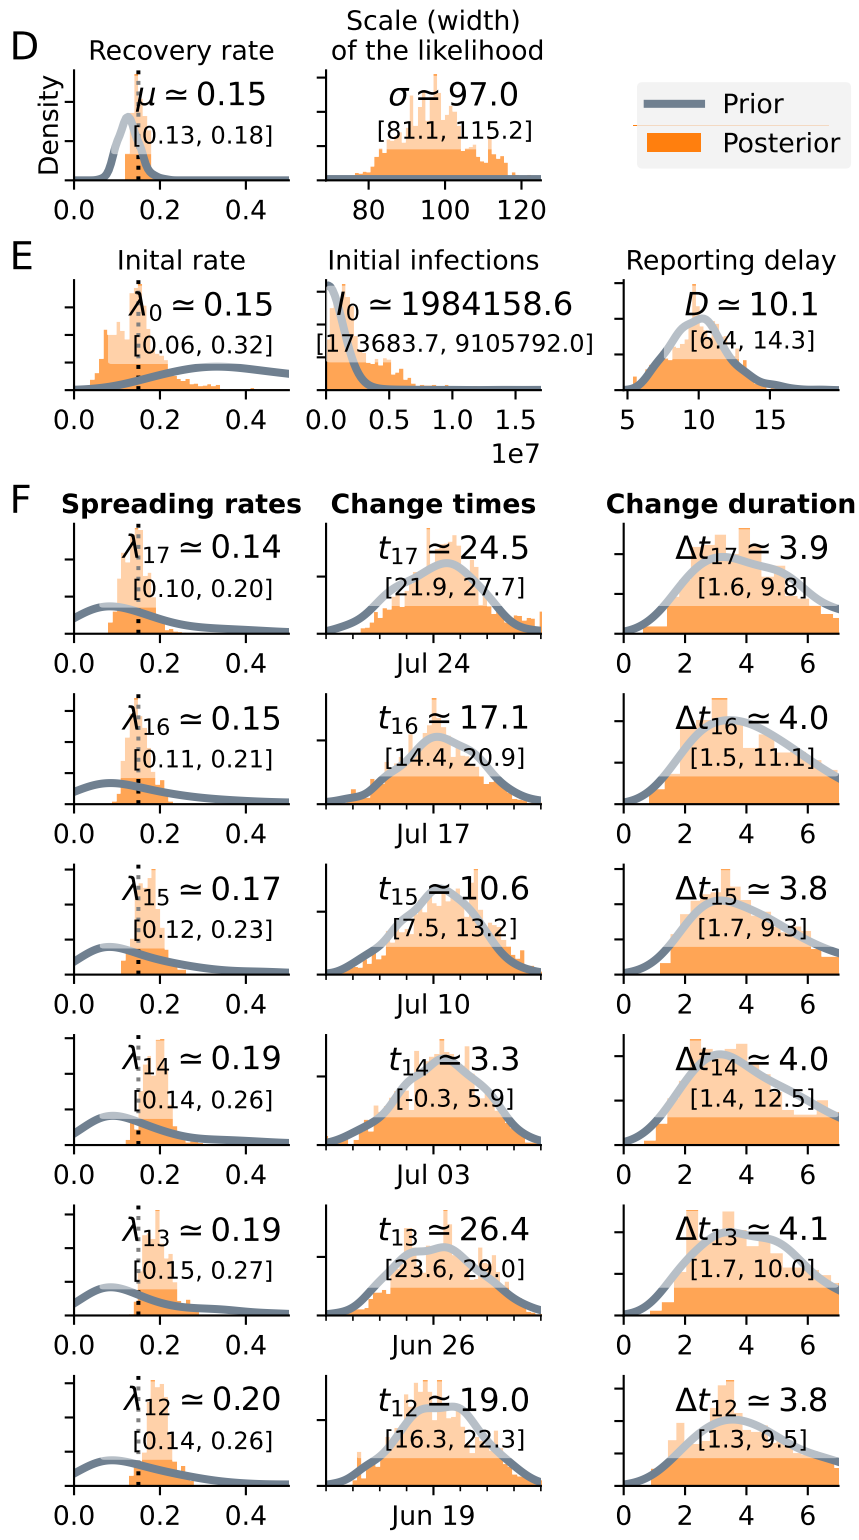 D
Recovery rate
Scale (width)
of the likelihood
Density
μ ≃ 0.15
[0.13, 0.18]
σ ≃ 97.0
[81.1, 115.2]
Prior
Posterior
0.0 0.2 0.4
80 100 120
E
Inital rate
Initial infections
Reporting delay
λ0 ≃ 0.15
[0.06, 0.32]
I0 ≃ 1984158.6
[173683.7, 9105792.0]
D ≃ 10.1
[6.4, 14.3]
0.0 0.2 0.4
0.0 0.5 1.0 1.5
1e7
5 10 15
F
Spreading rates
Change times
Change duration
λ17 ≃ 0.14
[0.10, 0.20]
t17 ≃ 24.5
[21.9, 27.7]
Δt17 ≃ 3.9
[1.6, 9.8]
0.0 0.2 0.4
Jul 24
0 2 4 6
λ16 ≃ 0.15
[0.11, 0.21]
t16 ≃ 17.1
[14.4, 20.9]
Δt16 ≃ 4.0
[1.5, 11.1]
0.0 0.2 0.4
Jul 17
0 2 4 6
λ15 ≃ 0.17
[0.12, 0.23]
t15 ≃ 10.6
[7.5, 13.2]
Δt15 ≃ 3.8
[1.7, 9.3]
0.0 0.2 0.4
Jul 10
0 2 4 6
λ14 ≃ 0.19
[0.14, 0.26]
t14 ≃ 3.3
[-0.3, 5.9]
Δt14 ≃ 4.0
[1.4, 12.5]
0.0 0.2 0.4
Jul 03
0 2 4 6
λ13 ≃ 0.19
[0.15, 0.27]
t13 ≃ 26.4
[23.6, 29.0]
Δt13 ≃ 4.1
[1.7, 10.0]
0.0 0.2 0.4
Jun 26
0 2 4 6
λ12 ≃ 0.20
[0.14, 0.26]
t12 ≃ 19.0
[16.3, 22.3]
Δt12 ≃ 3.8
[1.3, 9.5]
0.0 0.2 0.4
Jun 19
0 2 4 6